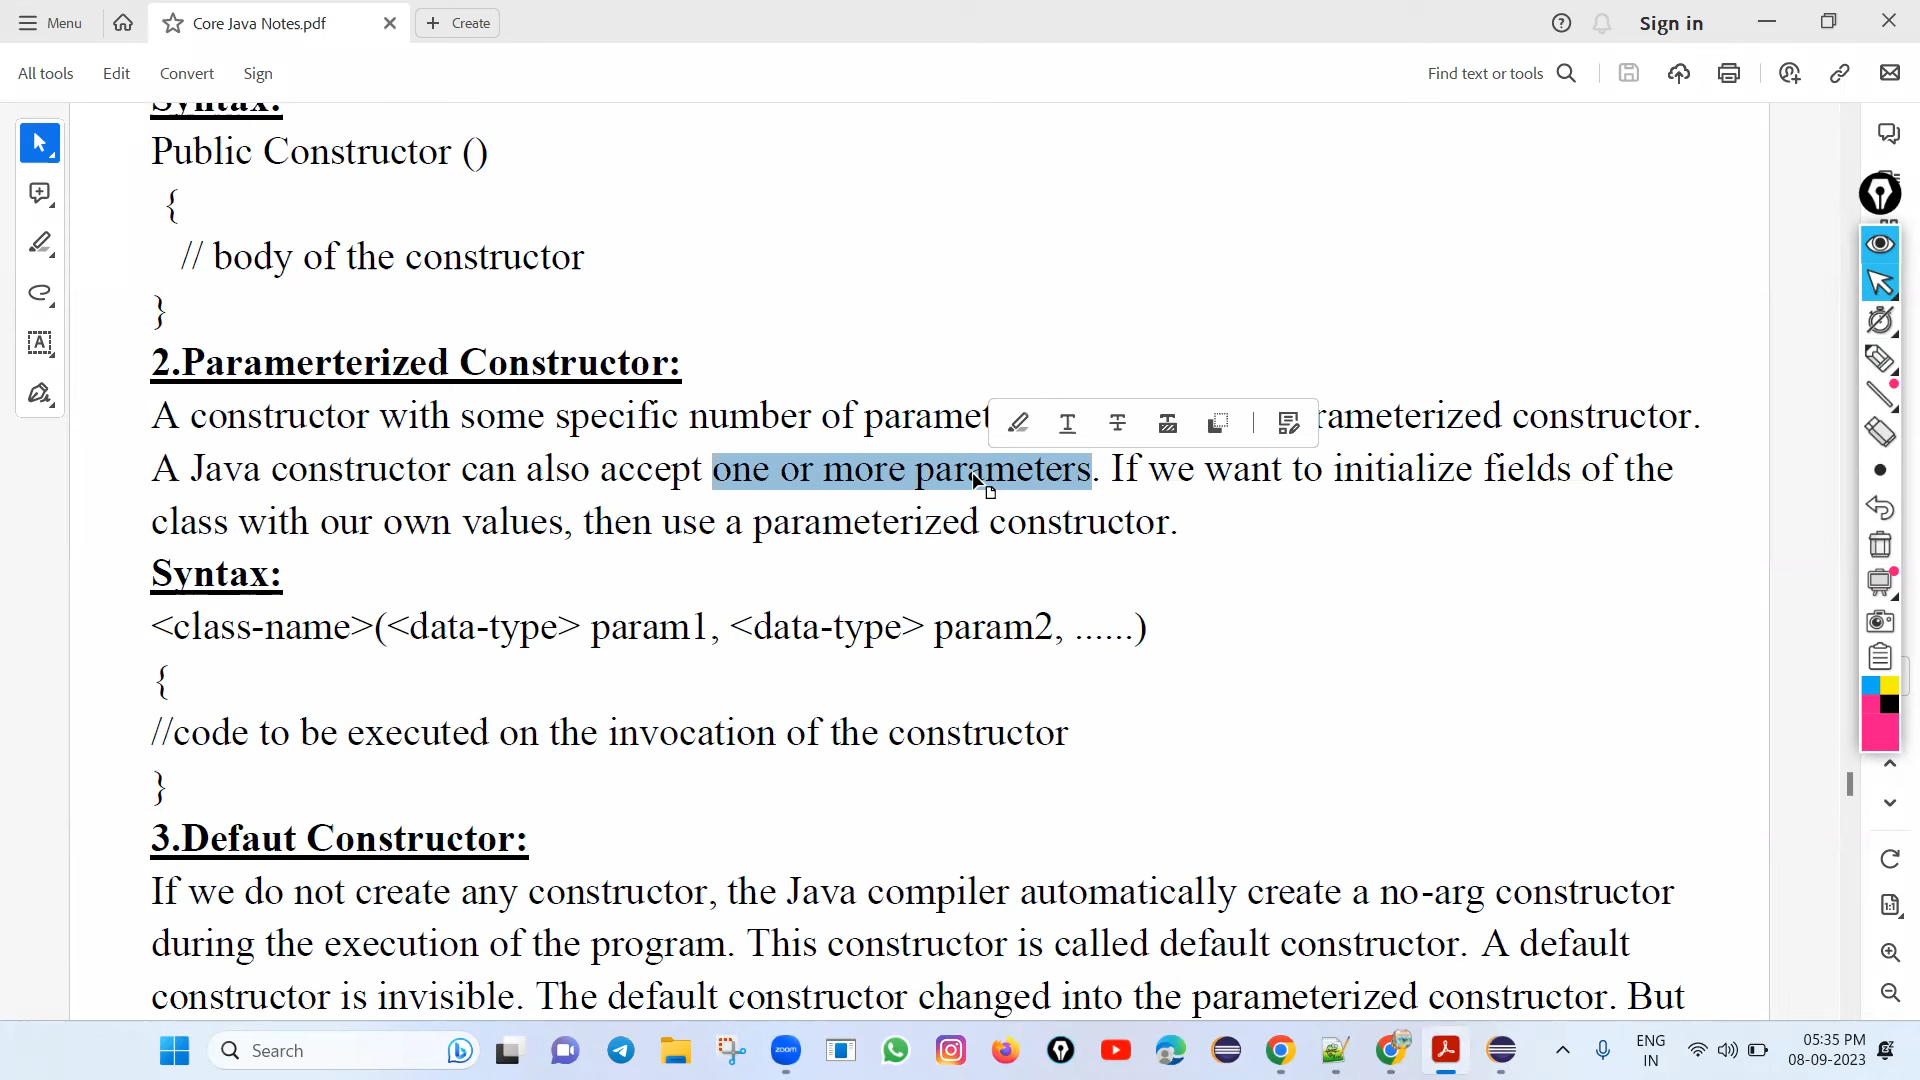 Menu
Core Java Notes.pdf
Create
Sign in
All tools
Edit
Convert
Sign
Find text or tools
Syntax:
Public Constructor ()
{
// body of the constructor
}
2.Paramerterized Constructor:
A constructor with some specific number of paramet rameterized constructor.
A Java constructor can also accept one or more parameters. If we want to initialize fields of the
class with our own values, then use a parameterized constructor.
Syntax:
<class-name>(<data-type> param1, <data-type> param2, ......)
{
//code to be executed on the invocation of the constructor
}
3.Defaut Constructor:
If we do not create any constructor, the Java compiler automatically create a no-arg constructor
during the execution of the program. This constructor is called default constructor. A default
constructor is invisible. The default constructor changed into the parameterized constructor. But
Search
zoom
ENG
IN
05:35 PM
08-09-2023